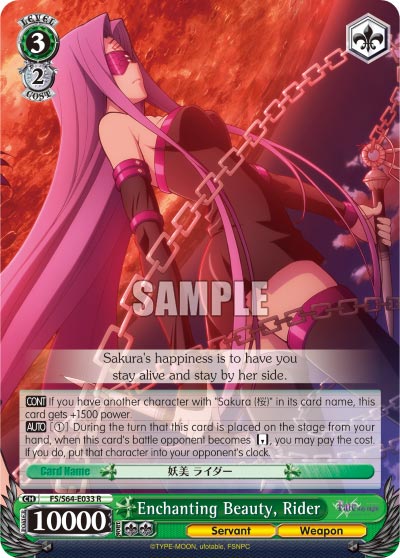 LEVEL
3
2
COST
SAMPLE
Sakura's happiness is to have you
stay alive and stay by her side.
CONT If you have another character with "Sakura (桜)" in its card name, this
card gets +1500 power.
AUTO [①] During the turn that this card is placed on the stage from your
hand, when this card's battle opponent becomes 【】, you may pay the cost.
If you do, put that character into your opponent's clock.
Card Name
妖美 ライダー
CH FS/S64-E033 R
Enchanting Beauty, Rider
POWER
10000
Servant
Weapon
©TYPE-MOON, ufotable, FSNPC